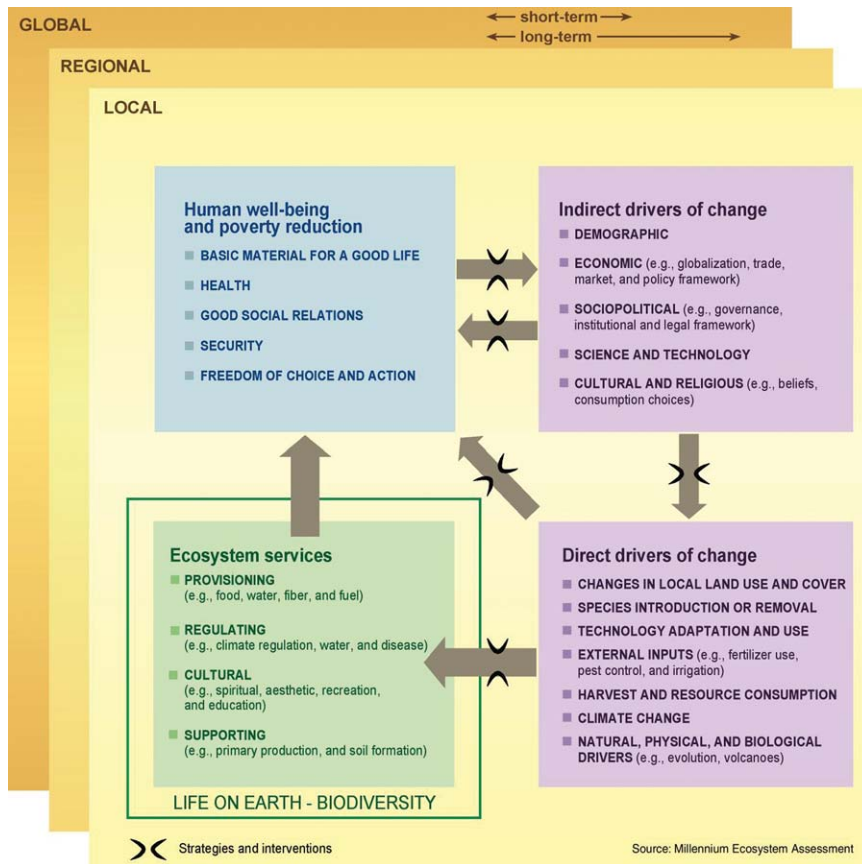 GLOBAL
short-term
long-term
REGIONAL
LOCAL
Human well-being
and poverty reduction
BASIC MATERIAL FOR A GOOD LIFE
HEALTH
GOOD SOCIAL RELATIONS
SECURITY
FREEDOM OF CHOICE AND ACTION
Indirect drivers of change
DEMOGRAPHIC
ECONOMIC (e.g., globalization, trade,
market, and policy framework)
SOCIOPOLITICAL (e.g., governance,
institutional and legal framework)
SCIENCE AND TECHNOLOGY
CULTURAL AND RELIGIOUS (e.g., beliefs,
consumption choices)
Ecosystem services
PROVISIONING
(e.g., food, water, fiber, and fuel)
REGULATING
(e.g., climate regulation, water, and disease)
CULTURAL
(e.g., spiritual, aesthetic, recreation,
and education)
SUPPORTING
(e.g., primary production, and soil formation)
LIFE ON EARTH - BIODIVERSITY
Direct drivers of change
CHANGES IN LOCAL LAND USE AND COVER
SPECIES INTRODUCTION OR REMOVAL
TECHNOLOGY ADAPTATION AND USE
EXTERNAL INPUTS (e.g., fertilizer use,
pest control, and irrigation)
HARVEST AND RESOURCE CONSUMPTION
CLIMATE CHANGE
NATURAL, PHYSICAL, AND BIOLOGICAL
DRIVERS (e.g., evolution, volcanoes)
Strategies and interventions
Source: Millennium Ecosystem Assessment